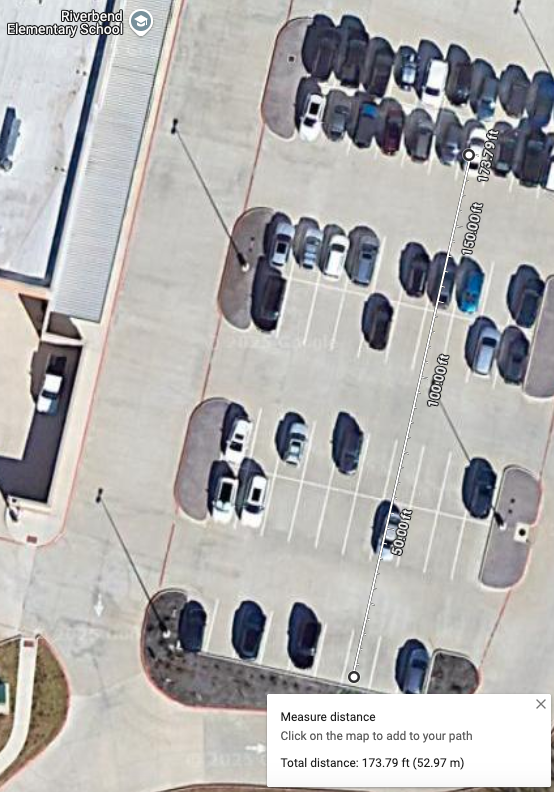 Riverbend
Elementary School
173.79 ft
150.00 ft
100.00 ft
50.00 ft
Measure distance
Click on the map to add to your path
Total distance: 173.79 ft (52.97 m)